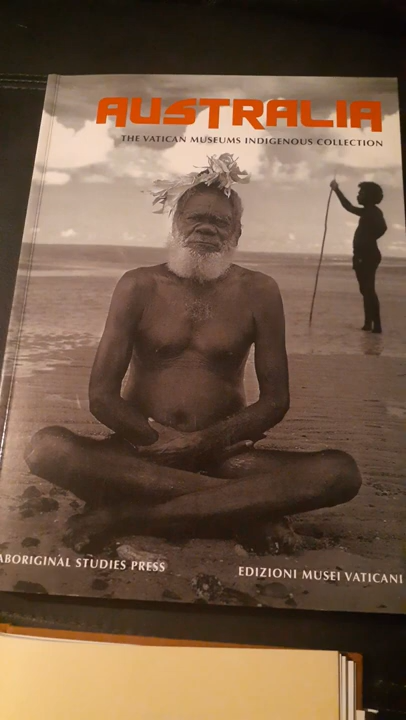 AUSTRALIA
THE VATICAN MUSEUMS INDIGENOUS COLLECTION
ABORIGINAL STUDIES PRESS
EDIZIONI MUSEI VATICANI